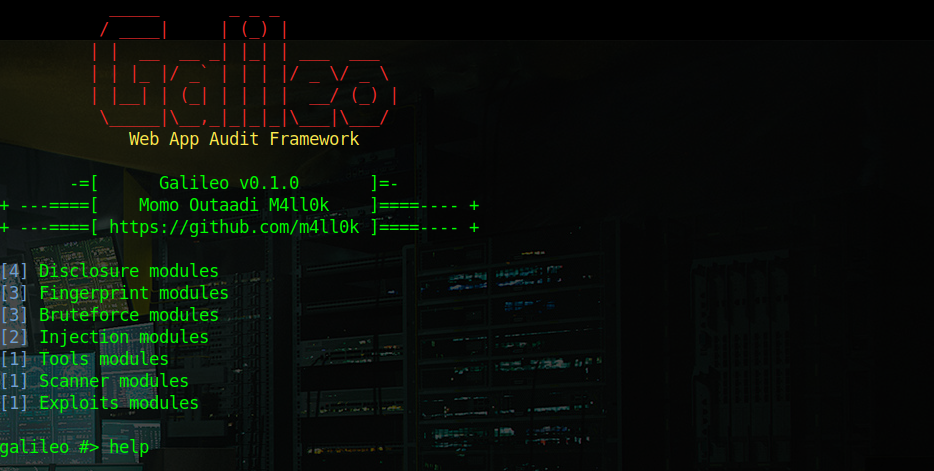 Galileo
Web App Audit Framework
-=[ Galileo v0.1.0 ]=-
+ ---====[ Momo Outaadi M4ll0k ]====---- +
+ ---====[ https://github.com/m4ll0k ]====---- +
[4] Disclosure modules
[3] Fingerprint modules
[3] Bruteforce modules
[2] Injection modules
[1] Tools modules
[1] Scanner modules
[1] Exploits modules
galileo #> help